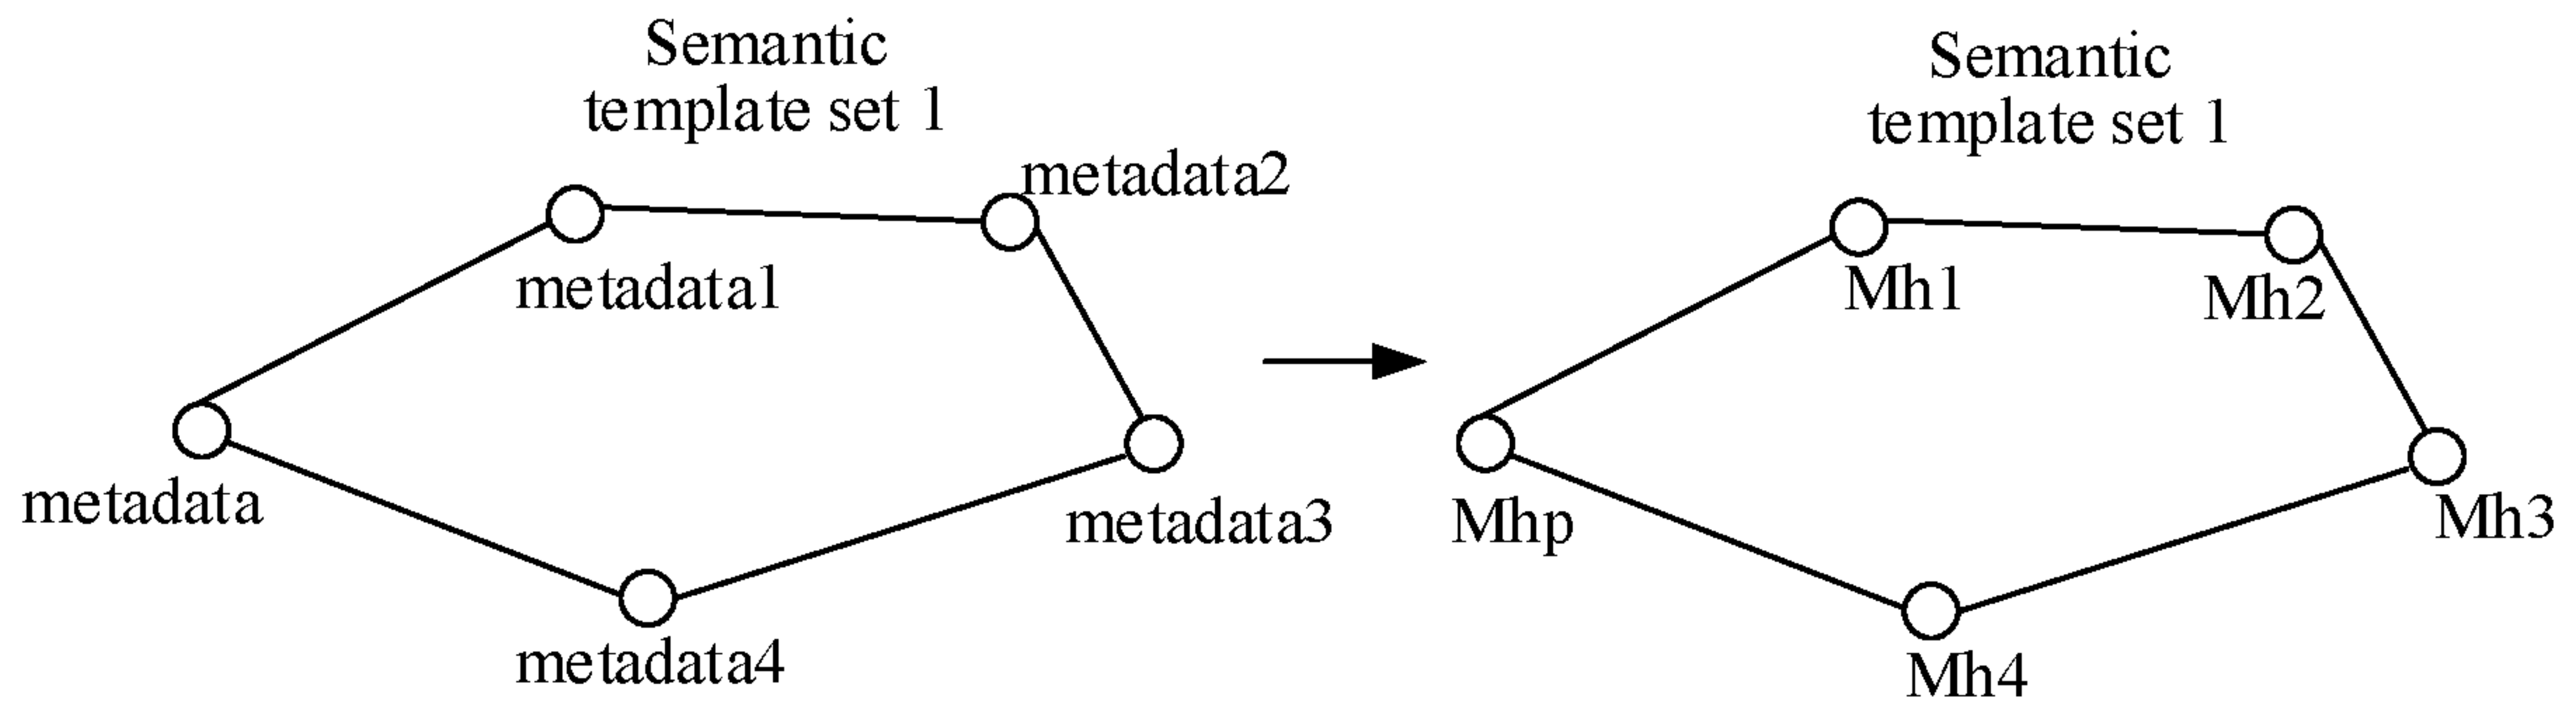 Semantic
template set 1
metadata2
metadata1
metadata
metadata3
metadata4
Semantic
template set 1
Mh1
Mh2
Mhp
Mh3
Mh4